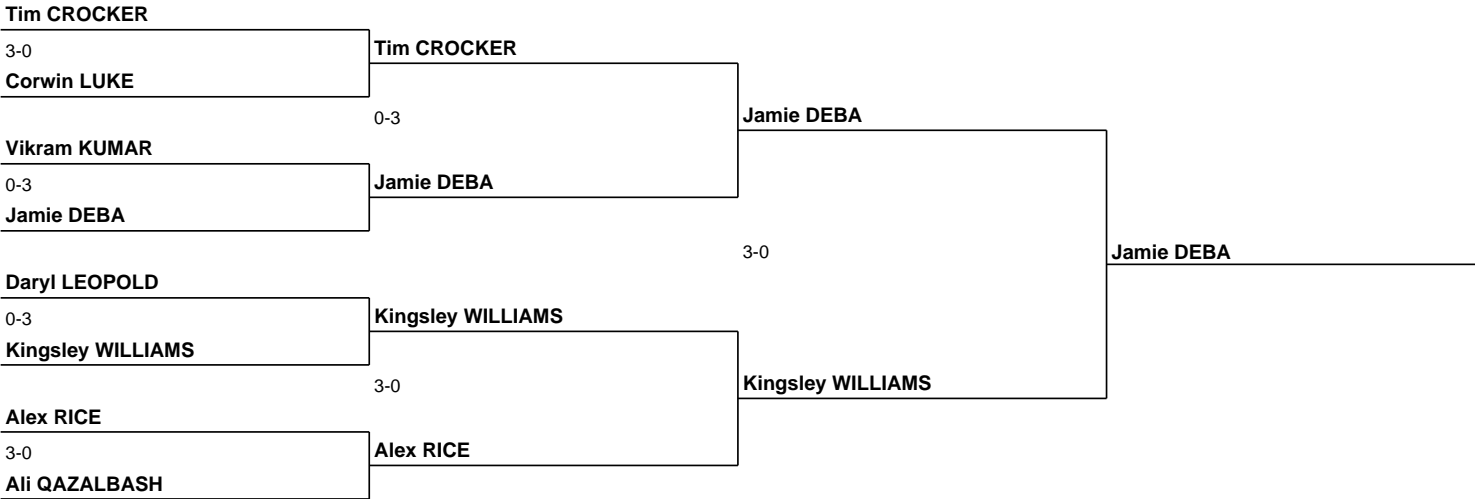 Tim CROCKER
3-0
Corwin LUKE
Vikram KUMAR
0-3
Jamie DEBA
Daryl LEOPOLD
0-3
Kingsley WILLIAMS
Alex RICE
3-0
Ali QAZALBASH
Tim CROCKER
0-3
Jamie DEBA
Kingsley WILLIAMS
3-0
Alex RICE
Jamie DEBA
3-0
Kingsley WILLIAMS
Jamie DEBA